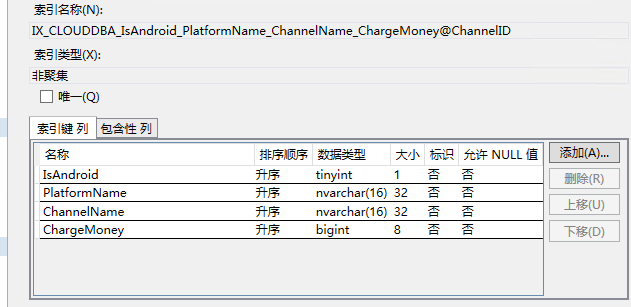 索引名称(N):
IX_CLOUDDBA_IsAndroid_PlatformName_ChannelName_ChargeMoney@ChannelID
索引类型(X):
非聚集
唯一(Q)
索引键 列 包含性 列
名称 排序顺序 数据类型 大小 标识 允许 NULL 值 添加(A)...
IsAndroid 升序 tinyint 1 否 否 删除(R)
PlatformName 升序 nvarchar(16) 32 否 否
ChannelName 升序 nvarchar(16) 32 否 否 上移(U)
ChargeMoney 升序 bigint 8 否 否 下移(D)